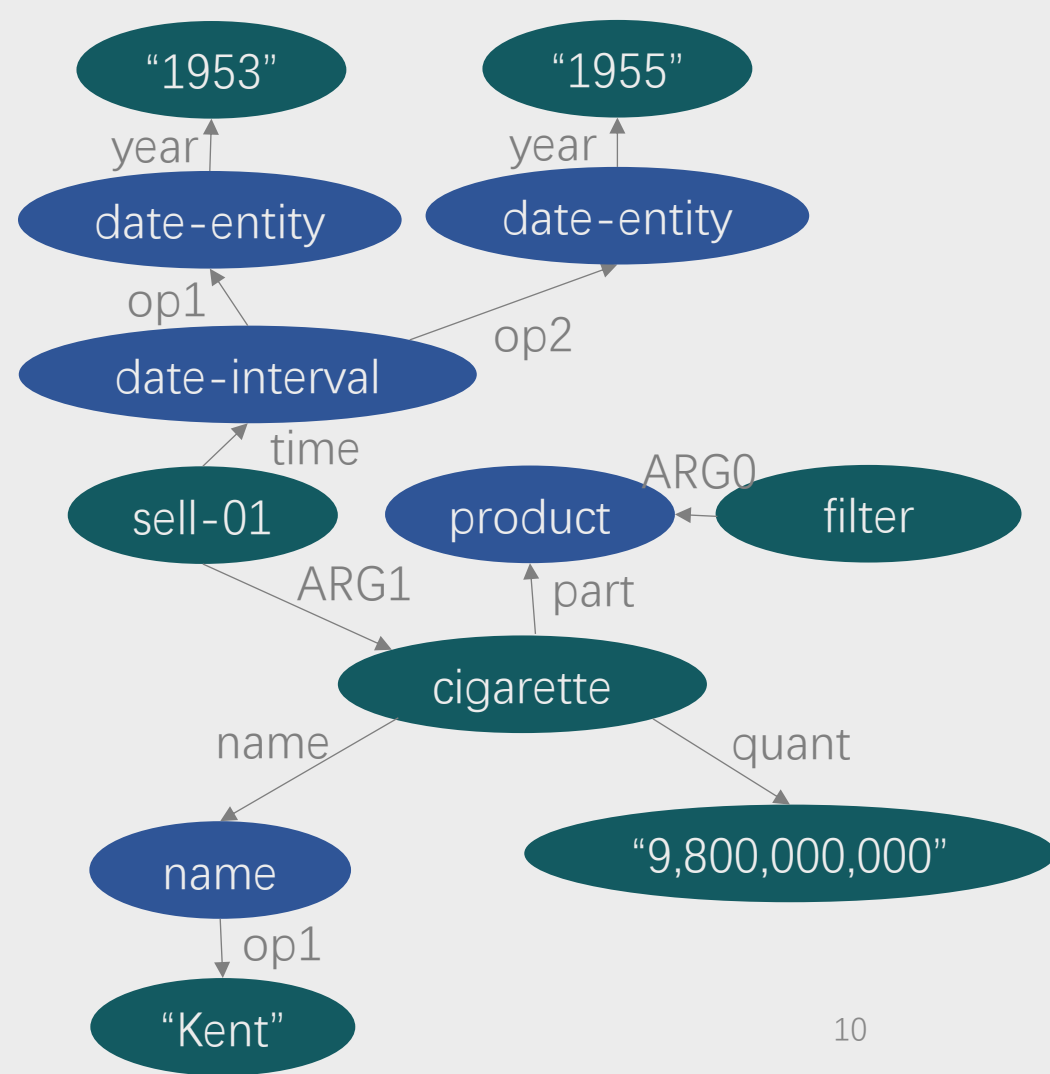 “1953” “1955”
year year
date-entity date-entity
op1
op2
date-interval
time
ARG0
sell-01 product filter
ARG1 part
cigarette
name quant
“9,800,000,000”
name
op1
“Kent”
10